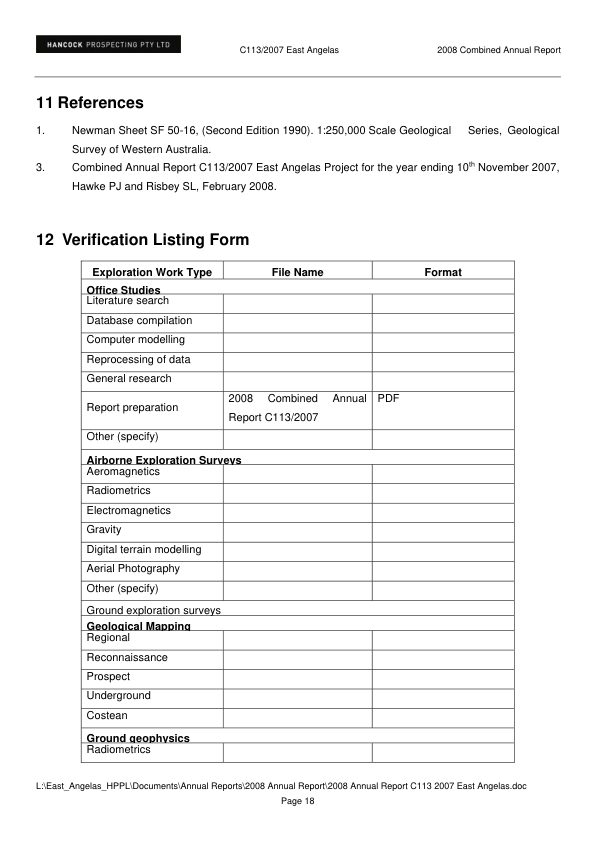 HANCOCK PROSPECTING PTY LTD
C113/2007 East Angelas
2008 Combined Annual Report
11 References
1. Newman Sheet SF 50-16, (Second Edition 1990). 1:250,000 Scale Geological Series, Geological
Survey of Western Australia.
3. Combined Annual Report C113/2007 East Angelas Project for the year ending 10th November 2007,
Hawke PJ and Risbey SL, February 2008.
12 Verification Listing Form
Exploration Work Type File Name Format
Office Studies
Literature search
Database compilation
Computer modelling
Reprocessing of data
General research
Report preparation 2008 Combined Annual PDF
Report C113/2007
Other (specify)
Airborne Exploration Surveys
Aeromagnetics
Radiometrics
Electromagnetics
Gravity
Digital terrain modelling
Aerial Photography
Other (specify)
Ground exploration surveys
Geological Mapping
Regional
Reconnaissance
Prospect
Underground
Costean
Ground geophysics
Radiometrics
L:\East_Angelas_HPPL\Documents\Annual Reports\2008 Annual Report\2008 Annual Report C113 2007 East Angelas.doc
Page 18